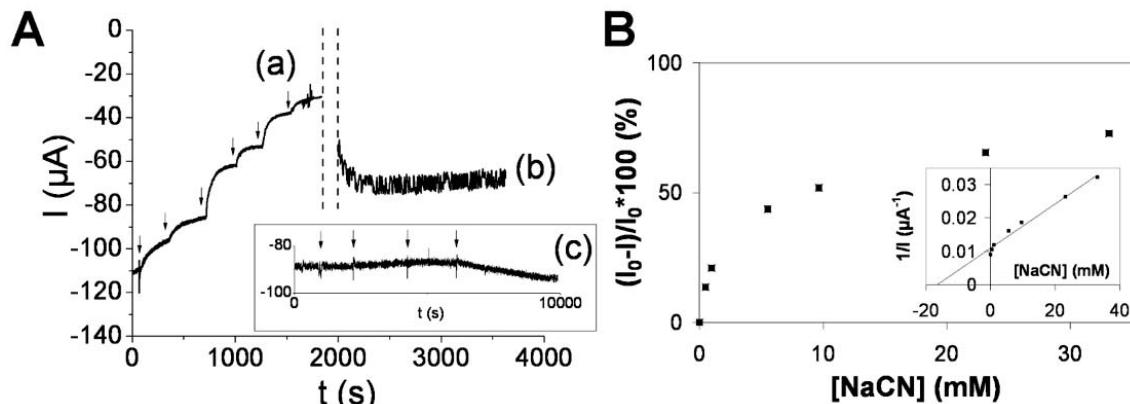 A
I (µA)
0
-20
-40
-60
-80
-100
-120
-140
(a)
(b)
(c)
-80
-100
0
10000
t (s)
0
1000
2000
3000
4000
t (s)
B
(I₀-I)/I₀*100 (%)
100
50
0
0
10
20
30
[NaCN] (mM)
1/I (µA⁻¹)
0.03
0.02
0.01
0
[NaCN] (mM)
-20
0
20
40